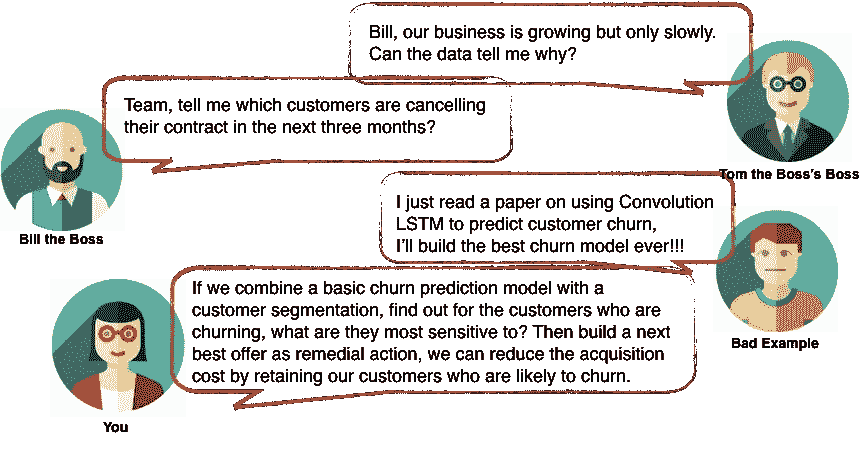 Bill, our business is growing but only slowly.
Can the data tell me why?
Tom the Boss's Boss
Team, tell me which customers are cancelling
their contract in the next three months?
Bill the Boss
I just read a paper on using Convolution
LSTM to predict customer churn,
I'll build the best churn model ever!!!
Bad Example
If we combine a basic churn prediction model with a
customer segmentation, find out for the customers who are
churning, what are they most sensitive to? Then build a next
best offer as remedial action, we can reduce the acquisition
cost by retaining our customers who are likely to churn.
You